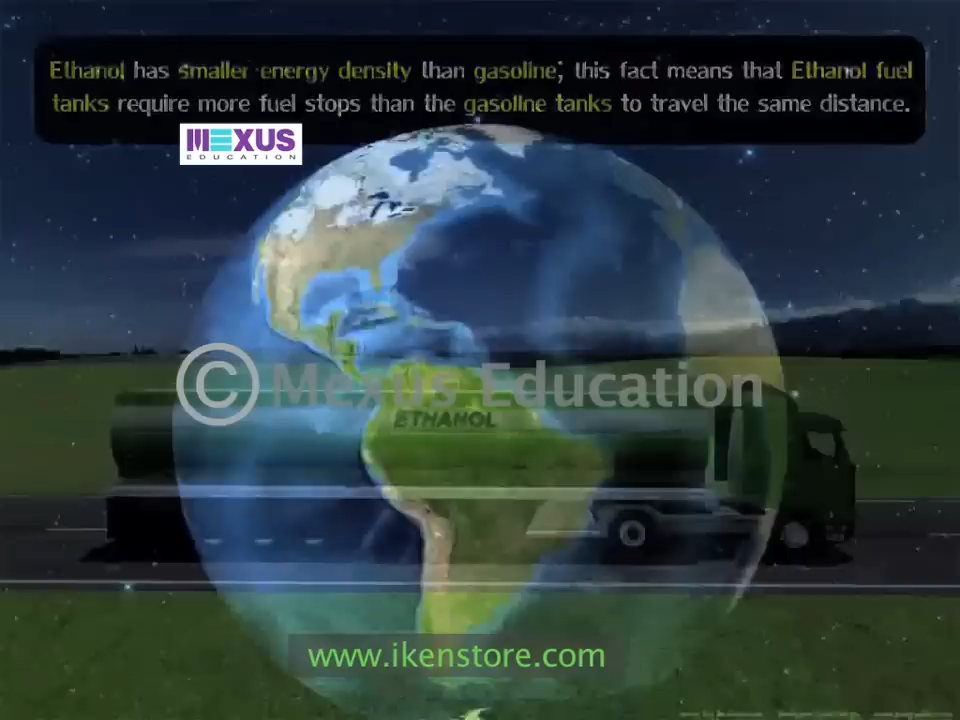 Ethanol has smaller energy density than gasoline; this fact means that Ethanol fuel
tanks require more fuel stops than the gasoline tanks to travel the same distance.
MEXUS
EDUCATION
© Mexus Education
ETHANOL
www.ikenstore.com